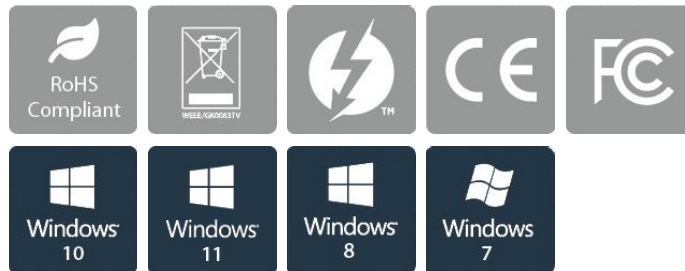 RoHS
Compliant
WEEE/GK0063TV
TM
CE
FC
Windows
10
Windows
11
Windows
8
Windows
7